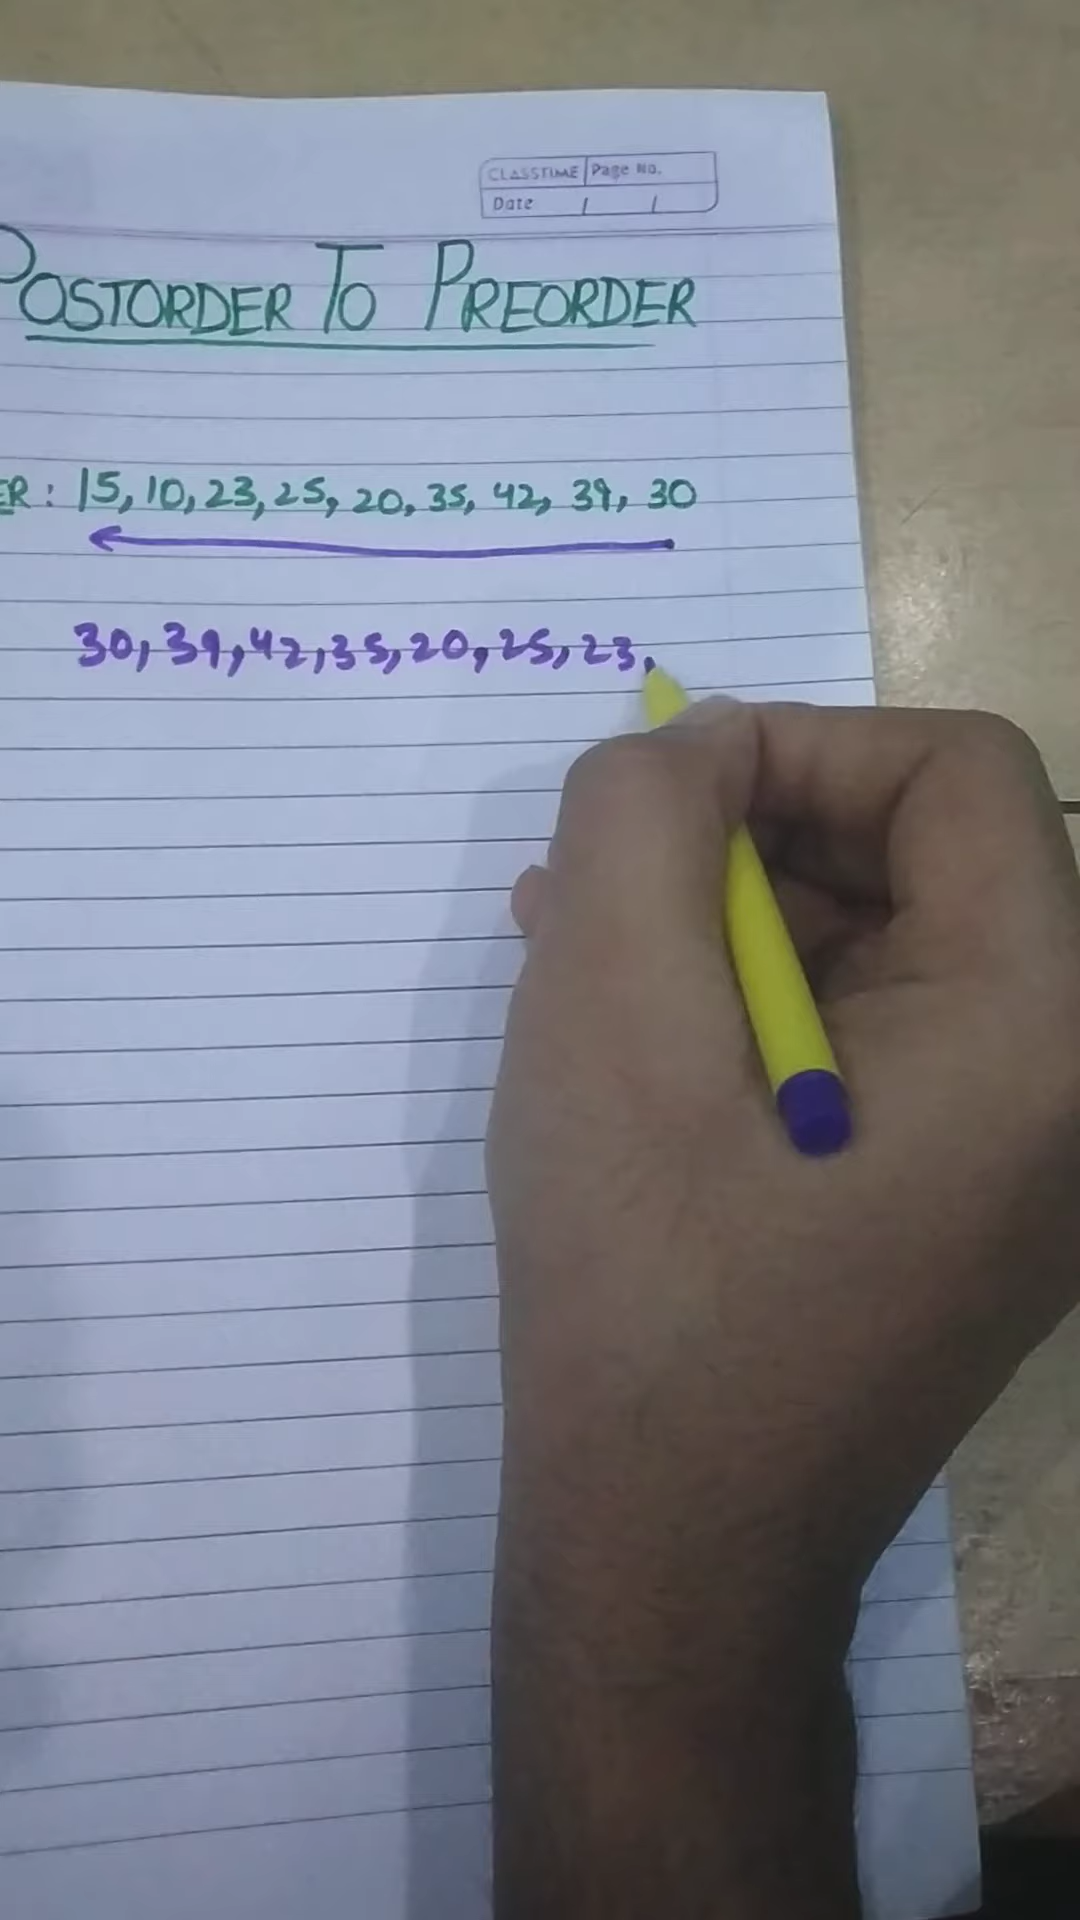 CLASSTIME Page No.
Date / /
POSTORDER TO PREORDER
ER: 15, 10, 23, 25, 20, 35, 42, 39, 30
30, 39, 42, 35, 20, 25, 23,